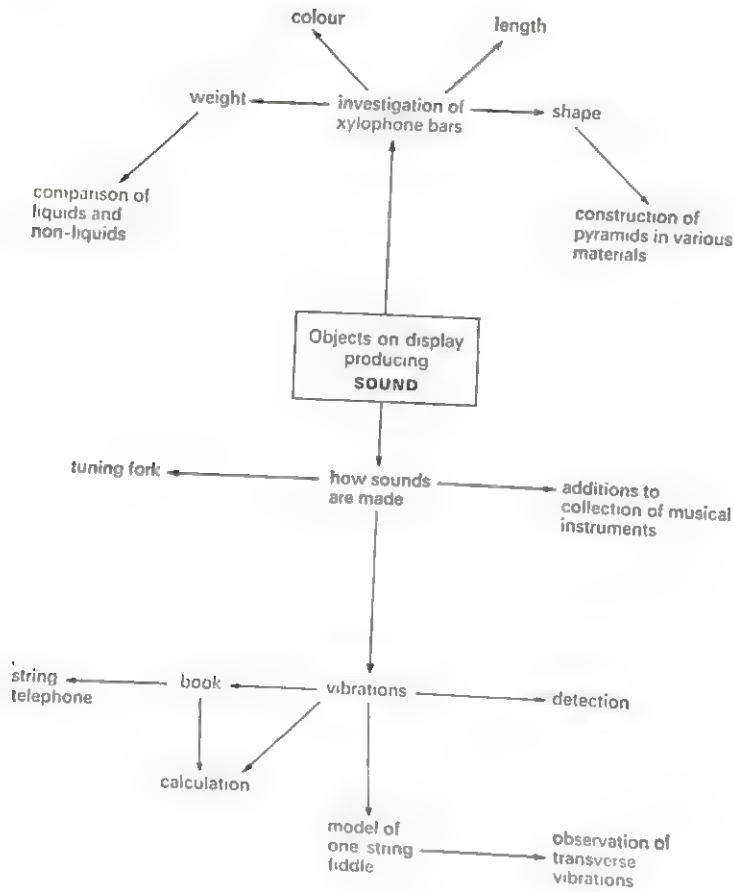 colour
length
weight
investigation of
xylophone bars
shape
comparison of
liquids and
non-liquids
construction of
pyramids in various
materials
Objects on display
producing
SOUND
tuning fork
how sounds
are made
additions to
collection of musical
instruments
string
telephone
book
vibrations
detection
calculation
model of
one string
fiddle
observation of
transverse
vibrations